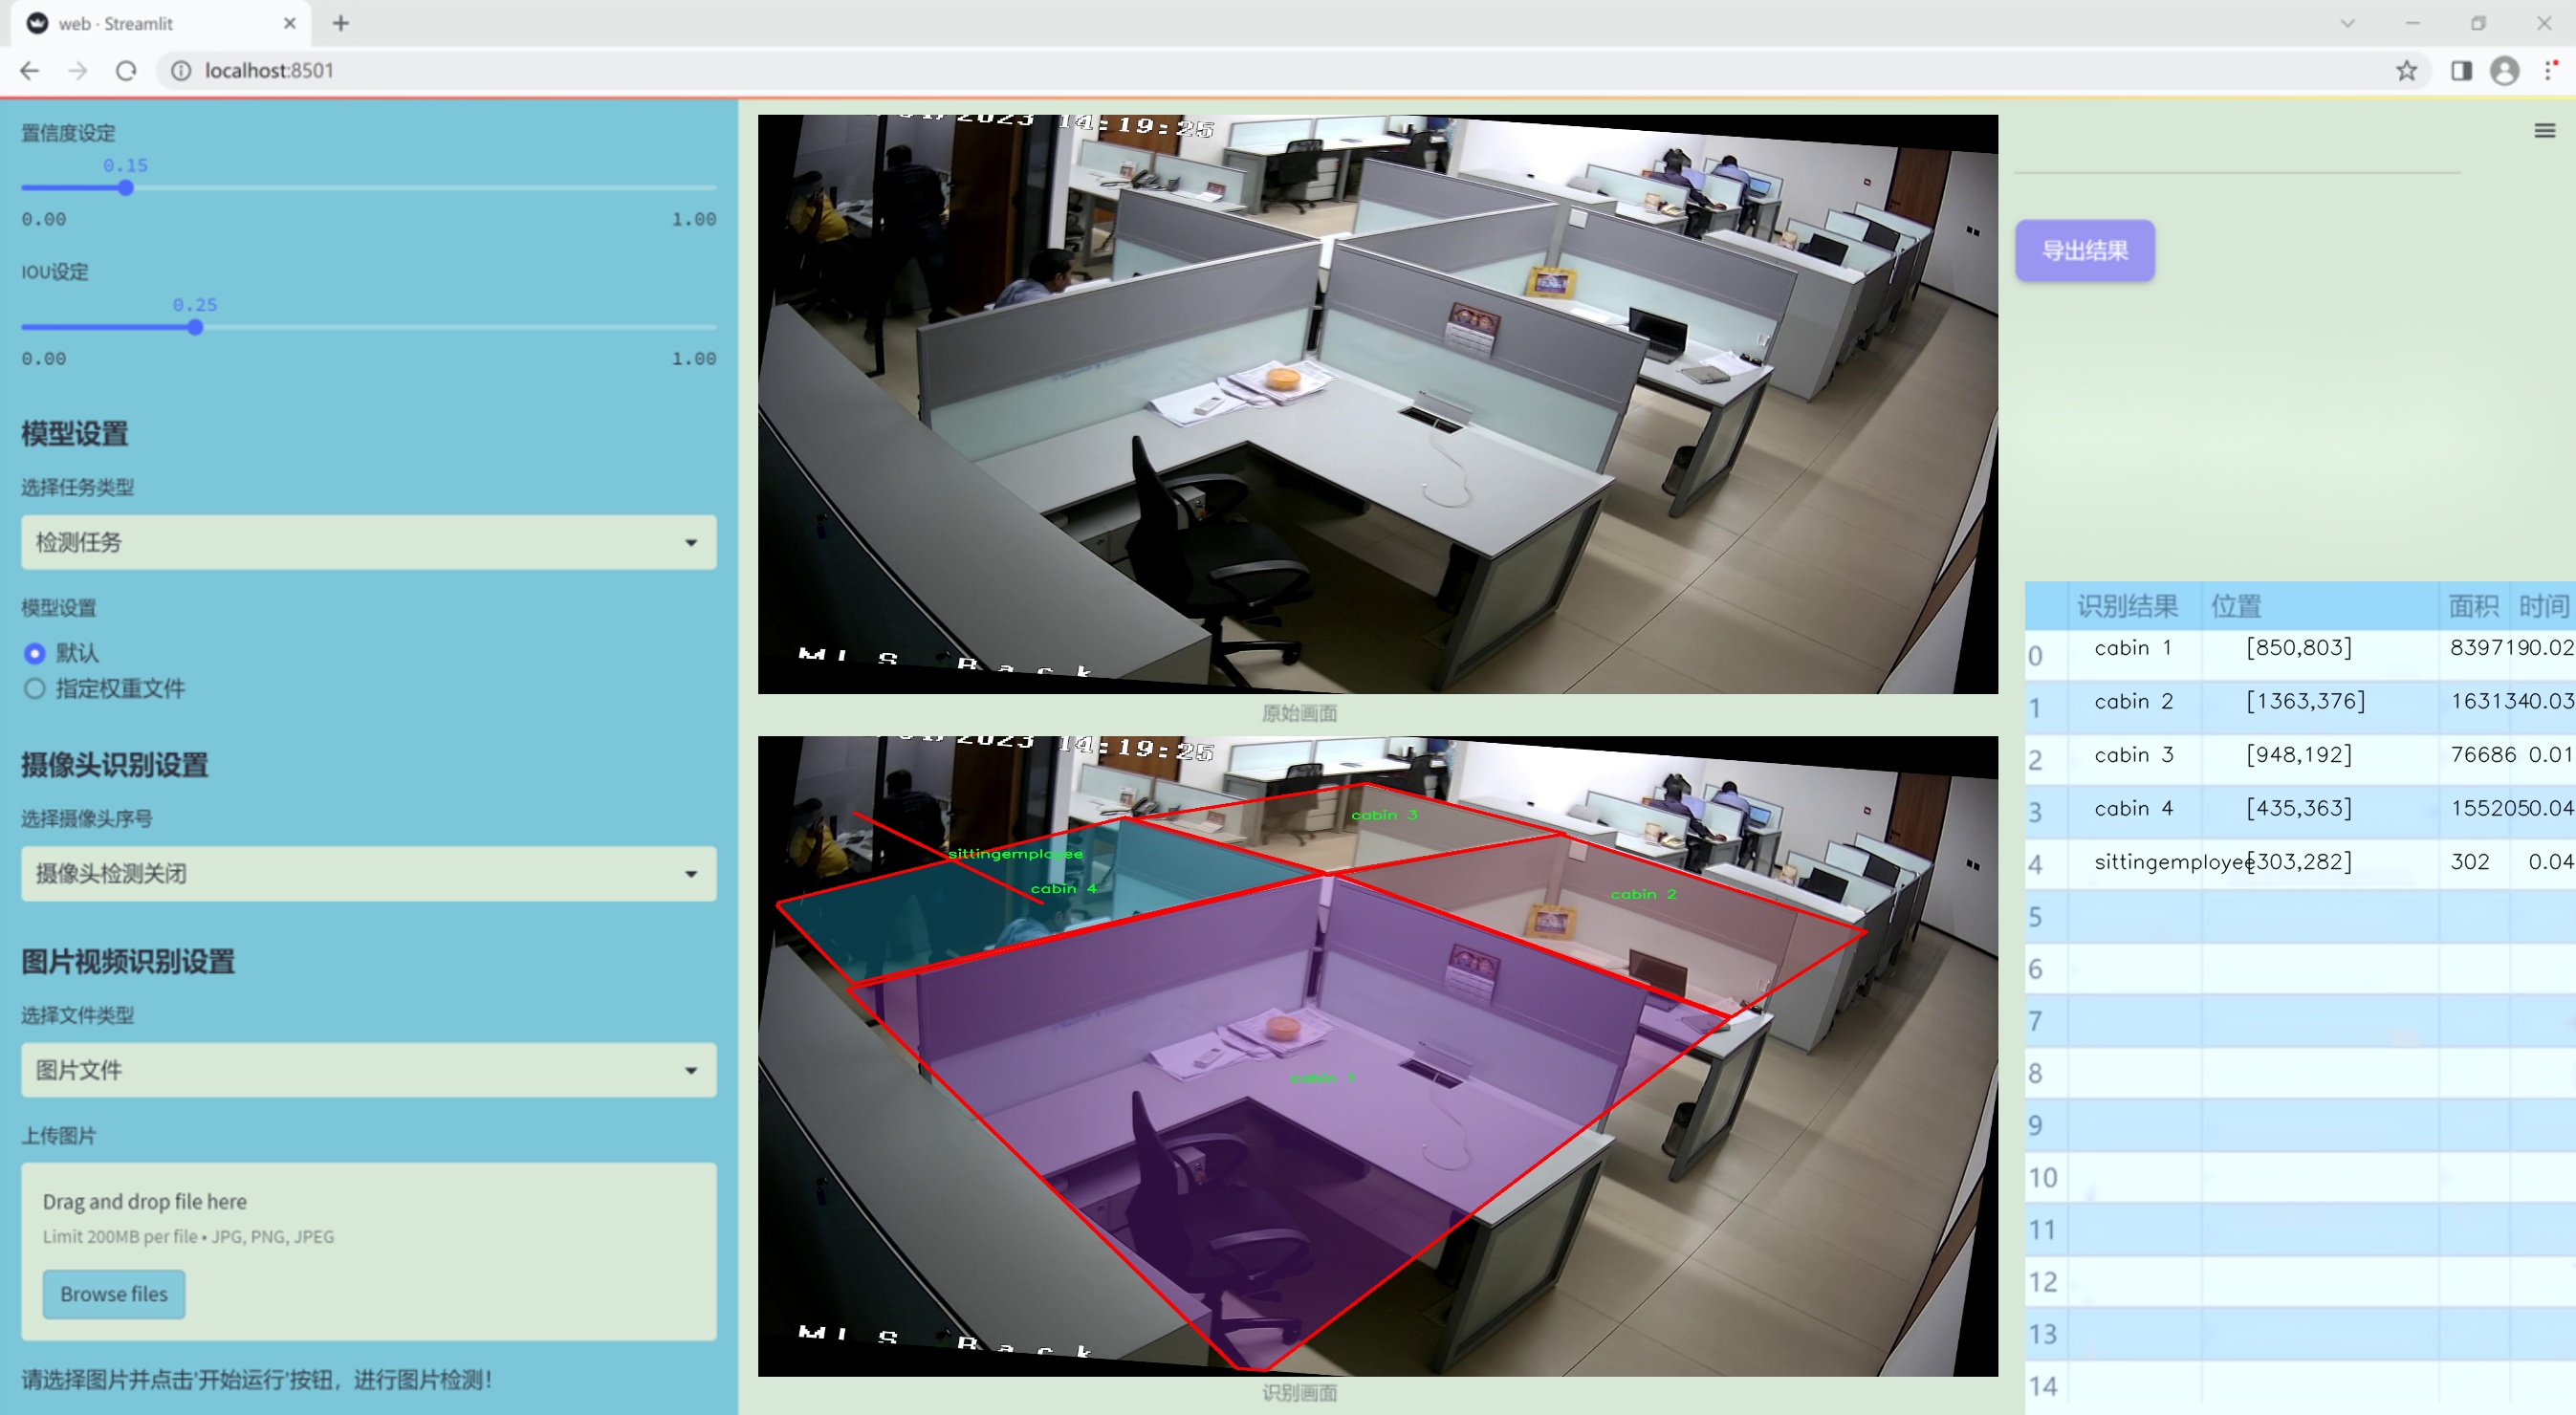 web · Streamlit
localhost:8501
置信度设定
0.15
0.00 1.00
IOU设定
0.25
0.00 1.00
模型设置
选择任务类型
检测任务
模型设置
默认
指定权重文件
摄像头识别设置
选择摄像头序号
摄像头检测关闭
图片视频识别设置
选择文件类型
图片文件
上传图片
Drag and drop file here
Limit 200MB per file • JPG, PNG, JPEG
Browse files
请选择图片并点击'开始运行'按钮，进行图片检测！
2023 14:19:25
原始画面
2023 14:19:25
cabin 3
sittingemployee
cabin 4
cabin 2
cabin 1
识别画面
导出结果
识别结果 位置 面积 时间
0 cabin 1 [850,803] 8397190.02
1 cabin 2 [1363,376] 1631340.03
2 cabin 3 [948,192] 76686 0.01
3 cabin 4 [435,363] 1552050.04
4 sittingemployee[303,282] 302 0.04
5
6
7
8
9
10
11
12
13
14